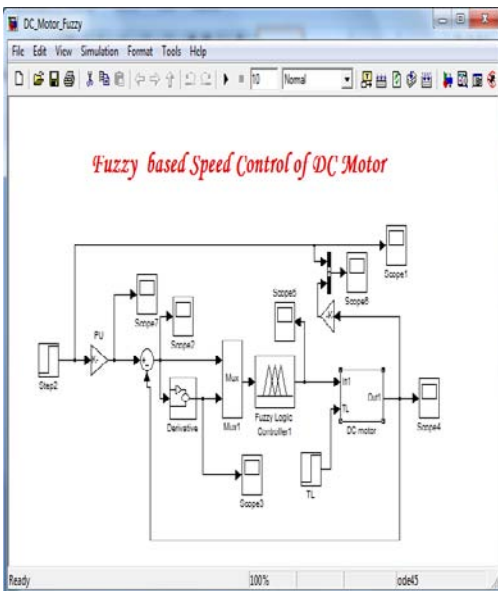 DC_Motor_Fuzzy
File Edit View Simulation Format Tools Help
10 Normal
Fuzzy based Speed Control of DC Motor
Scope1
Scope7
Scope2
Scope5
Scope6
PU
Step2
Derivative
Mux
Mux1
Fuzzy Logic
Controller1
In1
TL
Out1
DC motor
Scope4
Scope3
TL
Ready 100% ode45